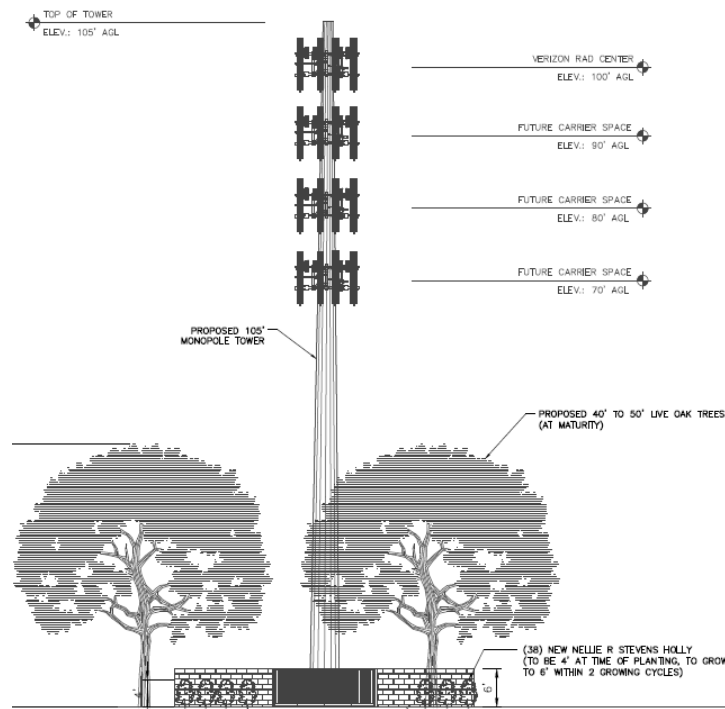 TOP OF TOWER
ELEV.: 105' AGL
VERIZON RAD CENTER
ELEV.: 100' AGL
FUTURE CARRIER SPACE
ELEV.: 90' AGL
FUTURE CARRIER SPACE
ELEV.: 80' AGL
FUTURE CARRIER SPACE
ELEV.: 70' AGL
PROPOSED 105'
MONOPOLE TOWER
PROPOSED 40' TO 50' LIVE OAK TREES
(AT MATURITY)
(38) NEW NELLIE R STEVENS HOLLY
(TO BE 4' AT TIME OF PLANTING, TO GROW
TO 6' WITHIN 2 GROWING CYCLES)
4'
6'